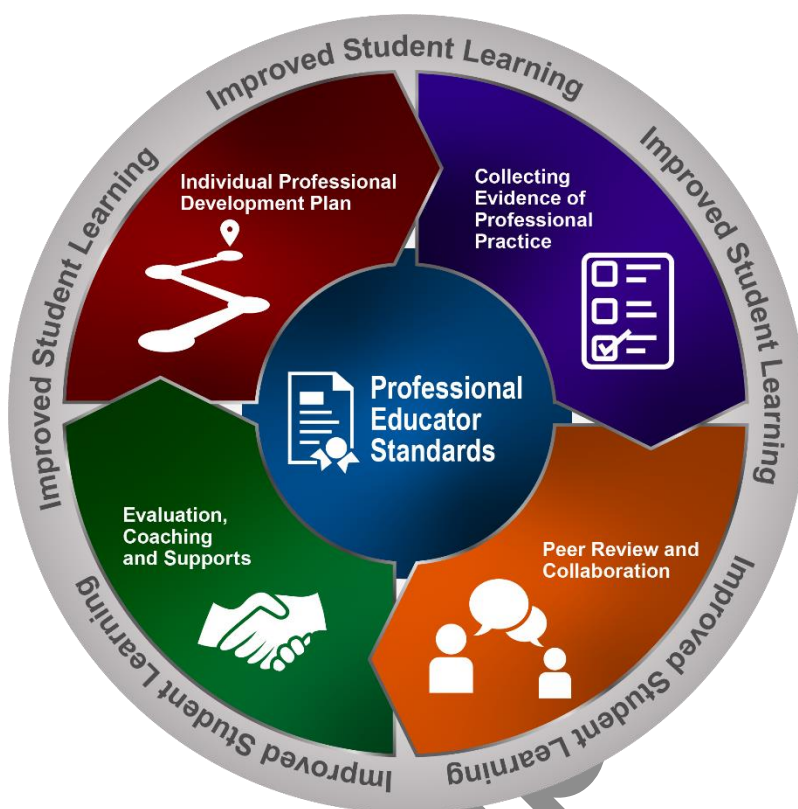 Improved Student Learning
Improved Student Learning
Improved Student Learning
Improved Student Learning
Improved Student Learning
Individual Professional
Development Plan
Collecting
Evidence of
Professional
Practice
Professional
Educator
Standards
Peer Review and
Collaboration
Evaluation,
Coaching
and Supports